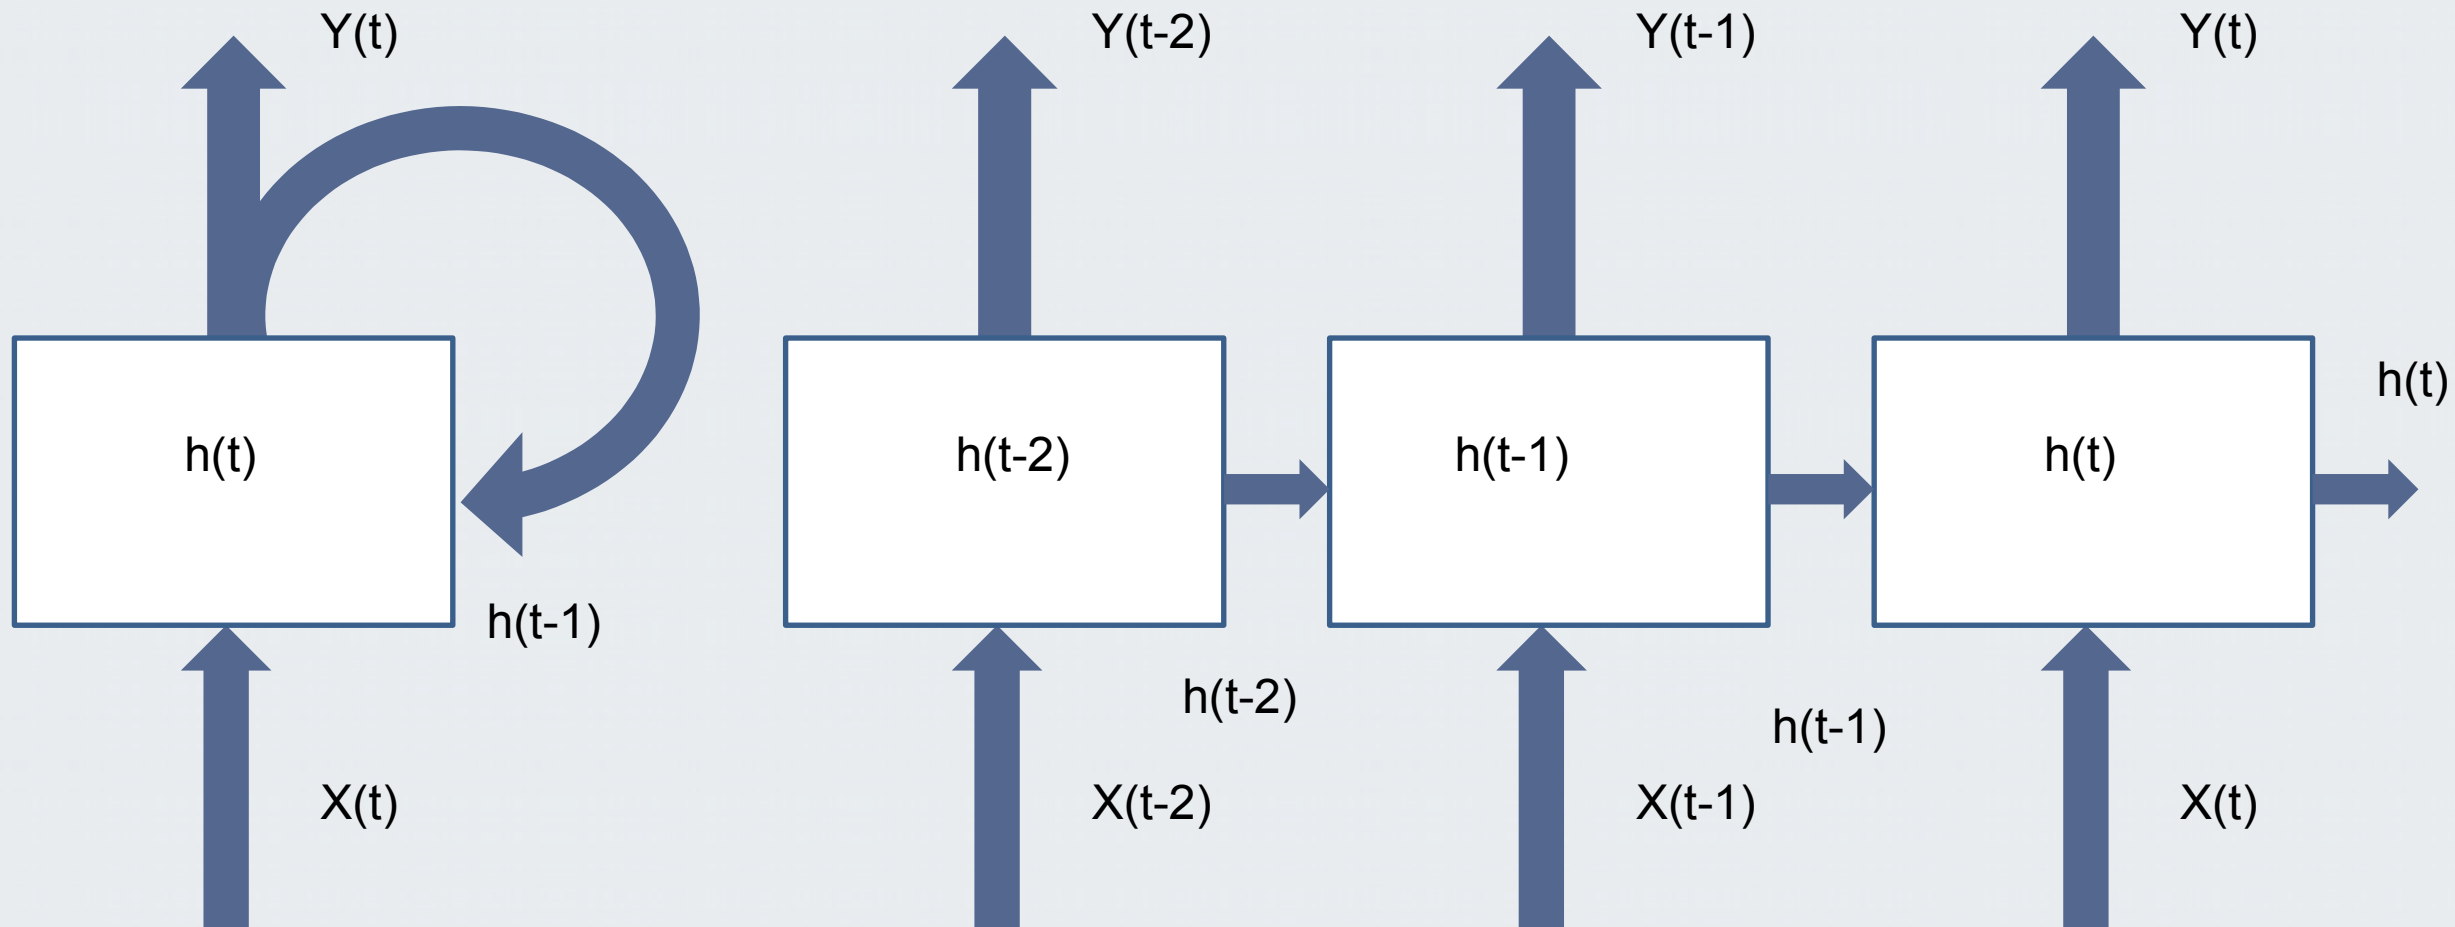 Y(t)
Y(t-2)
Y(t-1)
Y(t)
h(t)
h(t)
h(t-2)
h(t-1)
h(t)
h(t-1)
h(t-2)
h(t-1)
X(t)
X(t-2)
X(t-1)
X(t)